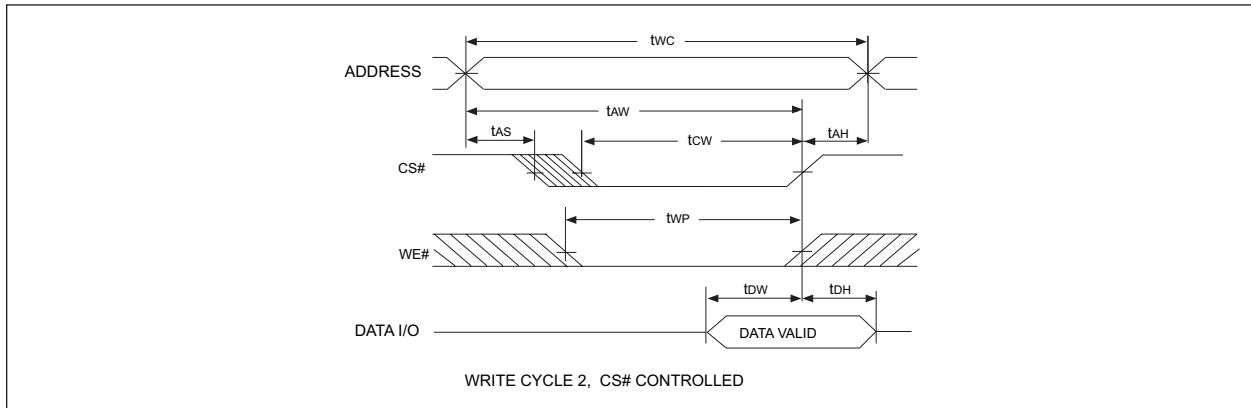 tWC
ADDRESS
tAW
tAS
tCW
tAH
CS#
tWP
WE#
tDW
tDH
DATA I/O
DATA VALID
WRITE CYCLE 2, CS# CONTROLLED